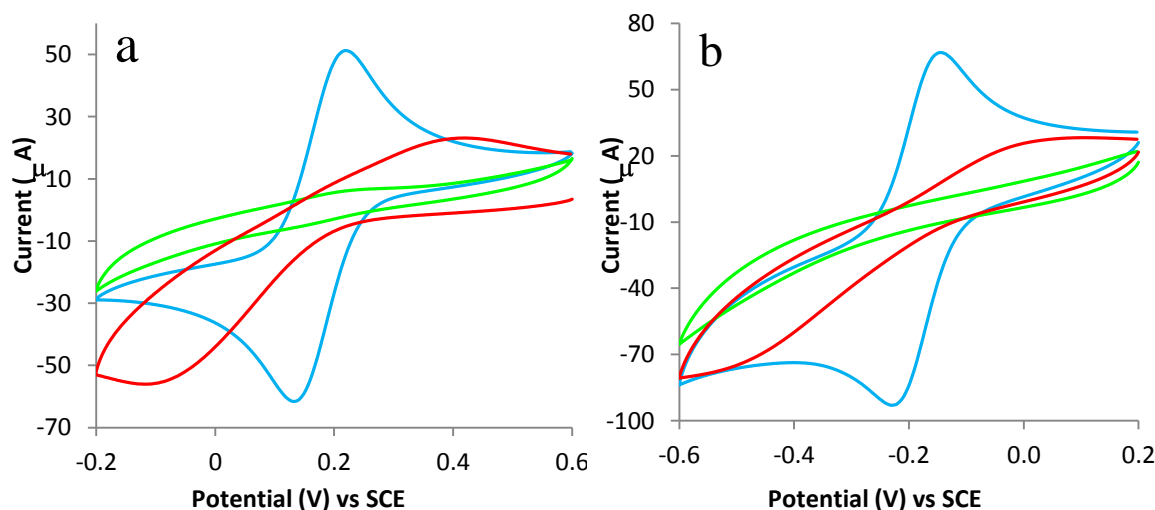 a
50
30
10
-10
-30
-50
-70
-0.2 0 0.2 0.4 0.6
Potential (V) vs SCE
Current (_A)
μ
b
80
50
20
-10
-40
-70
-100
-0.6 -0.4 -0.2 0.0 0.2
Potential (V) vs SCE
Current (_A)
μ